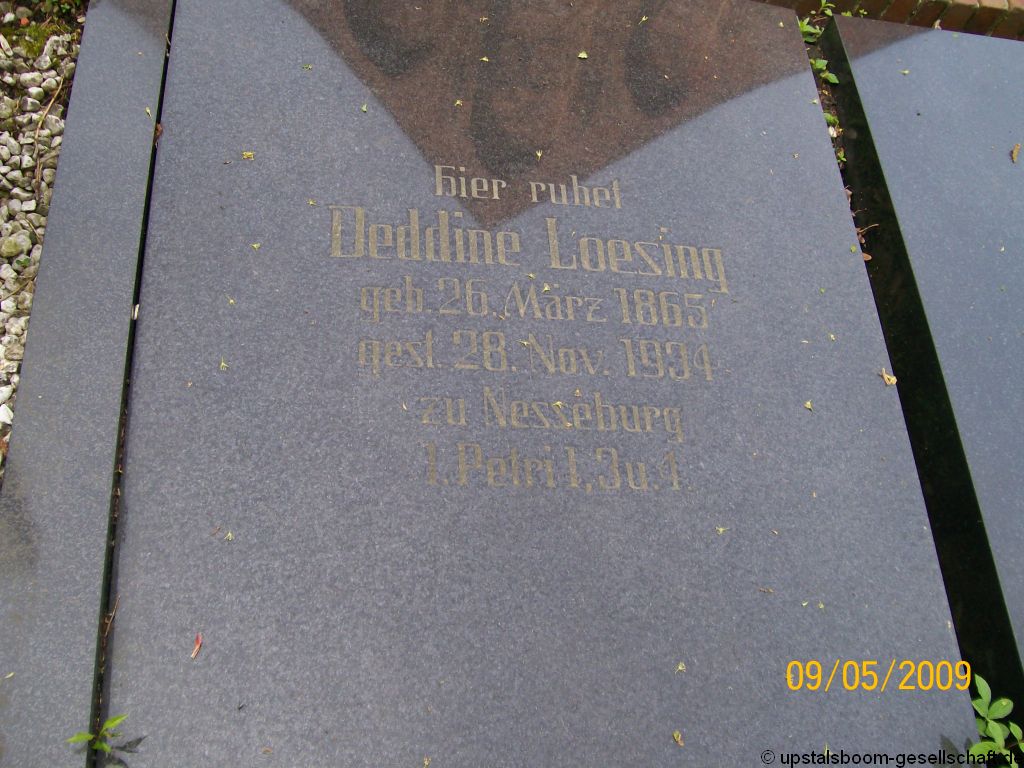 Hier ruhet
Deddine Loesing
geb. 26. März 1865
gest. 28. Nov. 1934
zu Nesseburg
1. Petri 1, 3 u. 4.
09/05/2009
© upstalsboom-gesellschaft.de